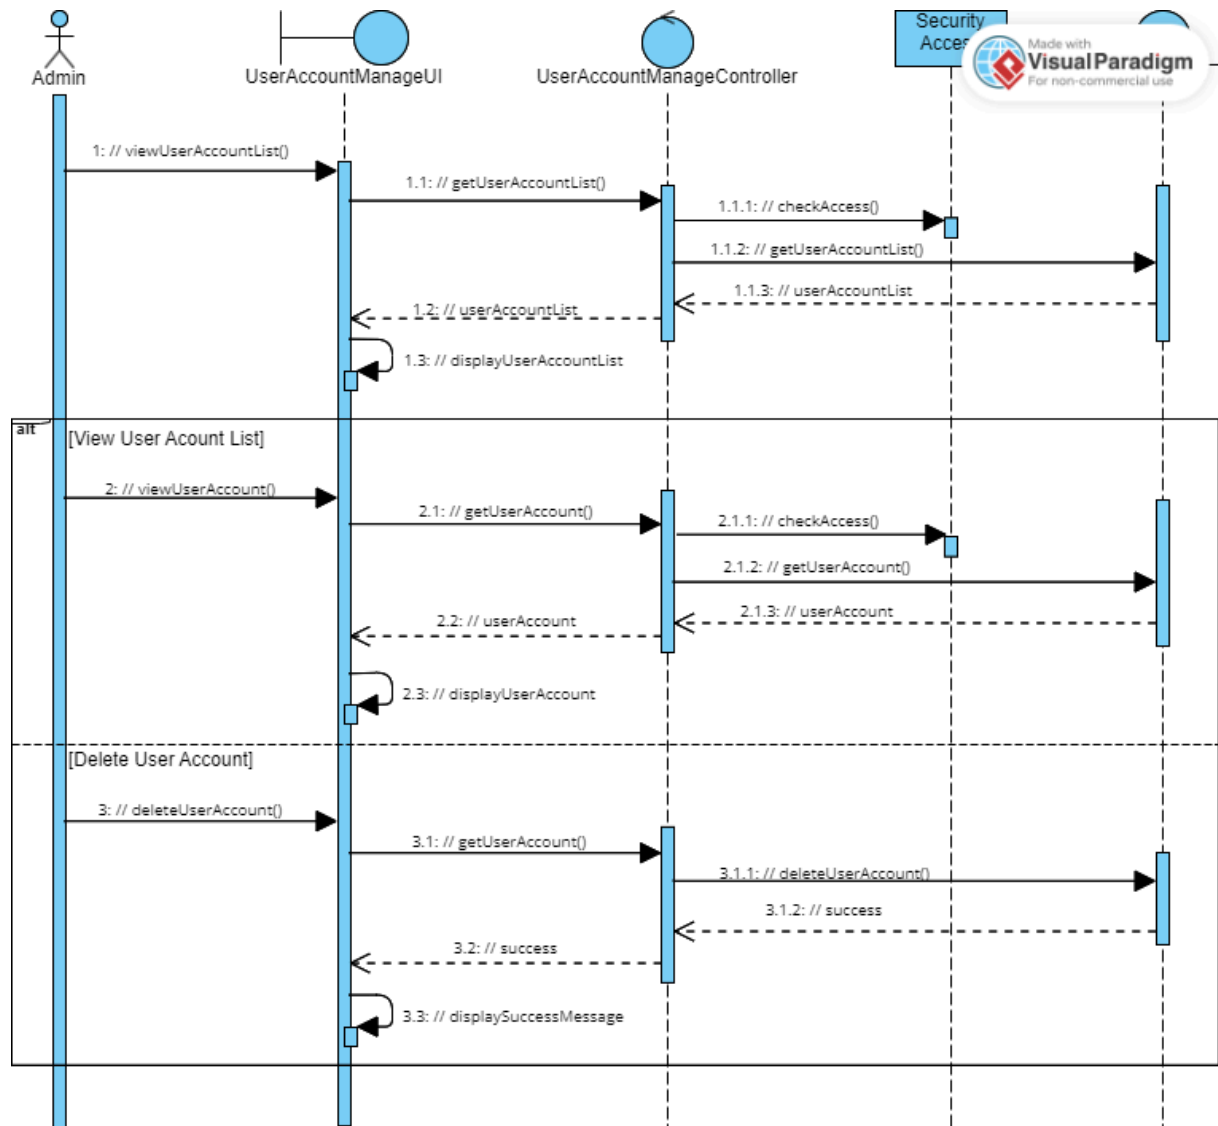 Security
Acces
Made with
VisualParadigm
For non-commercial use
Admin
UserAccountManageUI
UserAccountManageController
1: // viewUserAccountList()
1.1: // getUserAccountList()
1.1.1: // checkAccess()
1.1.2: // getUserAccountList()
1.1.3: // userAccountList
1.2: // userAccountList
1.3: // displayUserAccountList
alt
[View User Acount List]
2: // viewUserAccount()
2.1: // getUserAccount()
2.1.1: // checkAccess()
2.1.2: // getUserAccount()
2.1.3: // userAccount
2.2: // userAccount
2.3: // displayUserAccount
[Delete User Account]
3: // deleteUserAccount()
3.1: // getUserAccount()
3.1.1: // deleteUserAccount()
3.1.2: // success
3.2: // success
3.3: // displaySuccessMessage